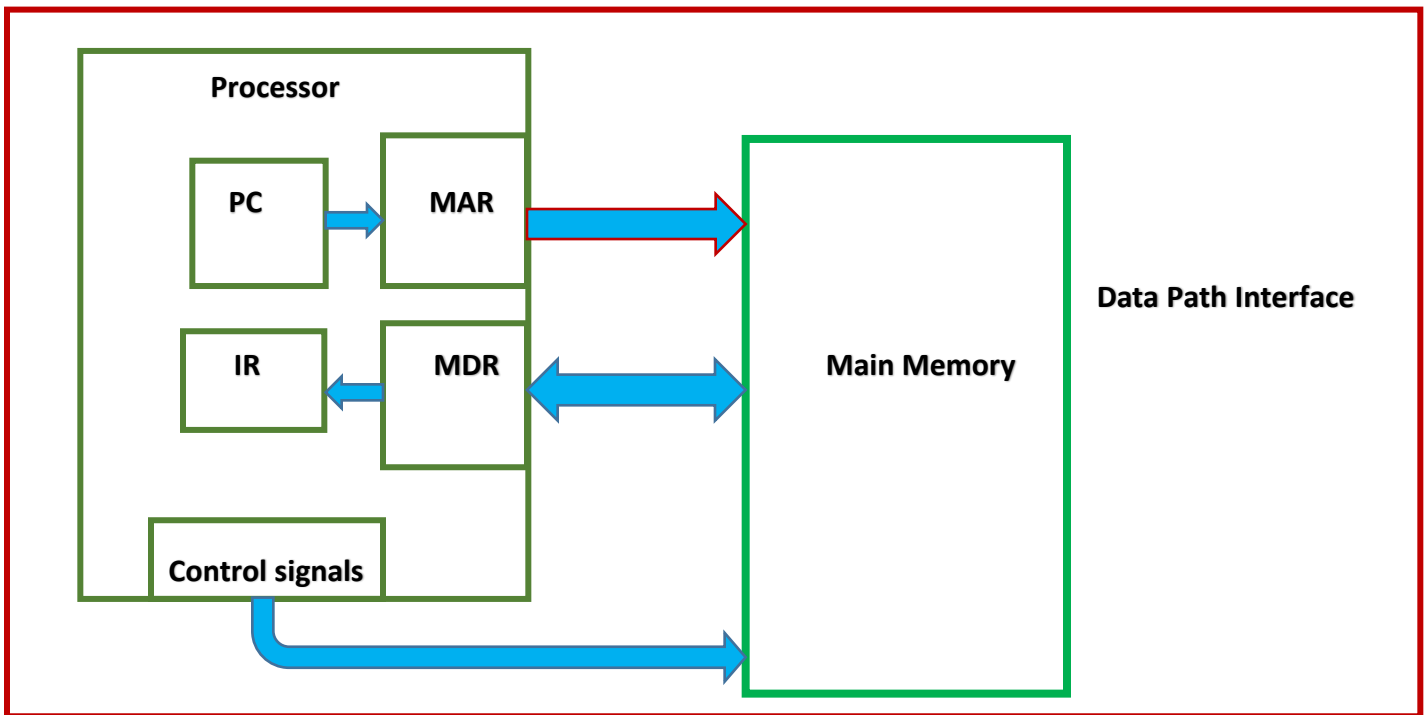 Processor
PC
MAR
Data Path Interface
IR
MDR
Main Memory
Control signals